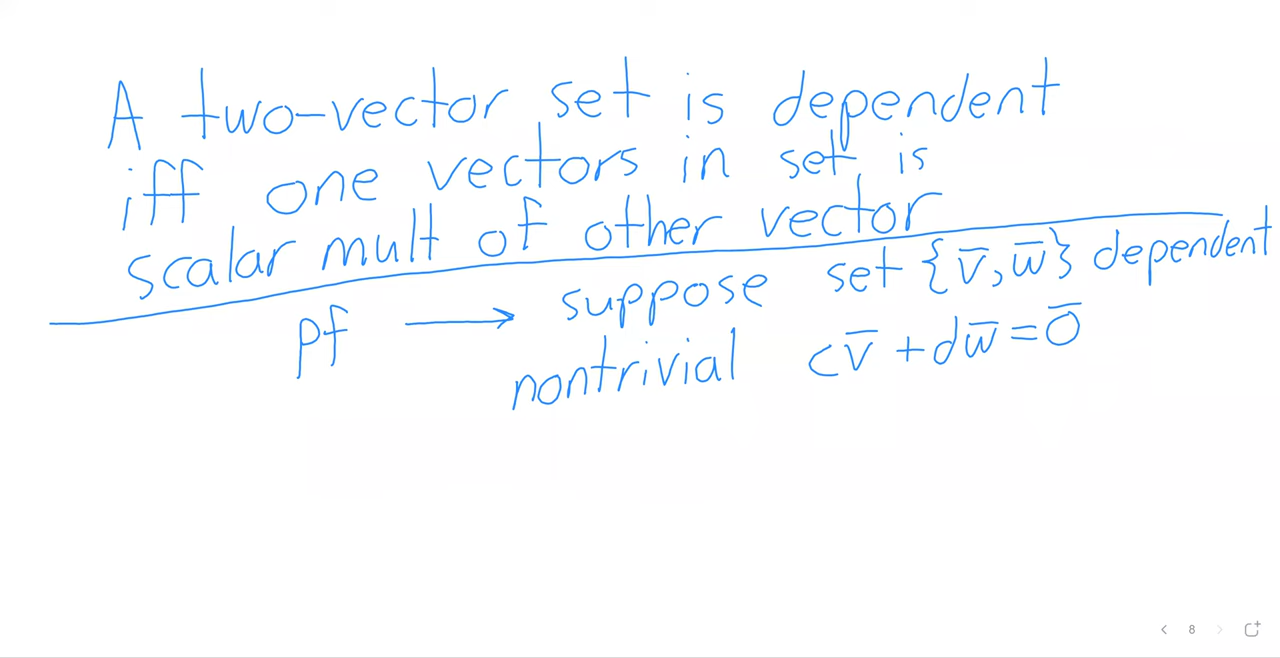 A two-vector set is dependent
iff one vectors in set is
scalar mult of other vector
pf → suppose set {v̅, w̅} dependent
nontrivial cv̅ + dw̅ = 0̅
8